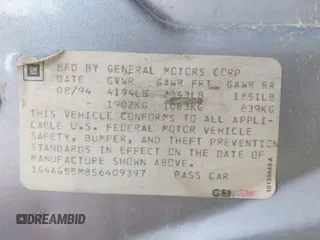 GM
MFD BY GENERAL MOTORS CORP
DATE GVWR GAWR FRT GAWR RR
08/94 4194LB 2343LB 1851LB
1902KG 1063KG 839KG
THIS VEHICLE CONFORMS TO ALL APPLI-
CABLE U.S. FEDERAL MOTOR VEHICLE
SAFETY, BUMPER, AND THEFT PREVENTION
STANDARDS IN EFFECT ON THE DATE OF
MANUFACTURE SHOWN ABOVE.
1G4AG55M8S6409397 PASS CAR